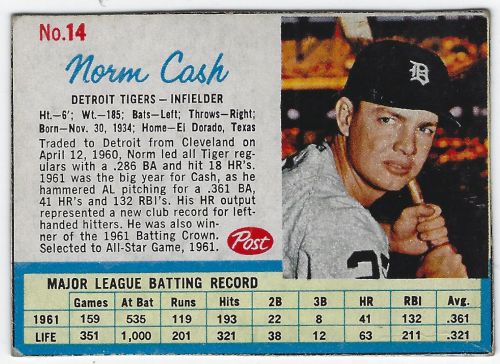 No.14
Norm Cash
DETROIT TIGERS — INFIELDER
Ht.-6'; Wt.-185; Bats-Left; Throws-Right;
Born-Nov. 30, 1934; Home-El Dorado, Texas
Traded to Detroit from Cleveland on
April 12, 1960, Norm led all Tiger reg-
ulars with a .286 BA and hit 18 HR's.
1961 was the big year for Cash, as he
hammered AL pitching for a .361 BA,
41 HR's and 132 RBI's. His HR output
represented a new club record for left-
handed hitters. He was also win-
ner of the 1961 Batting Crown.
Selected to All-Star Game, 1961.
Post
D
MAJOR LEAGUE BATTING RECORD
Games At Bat Runs Hits 2B 3B HR RBI Avg.
1961 159 535 119 193 22 8 41 132 .361
LIFE 351 1,000 201 321 38 12 63 211 .321